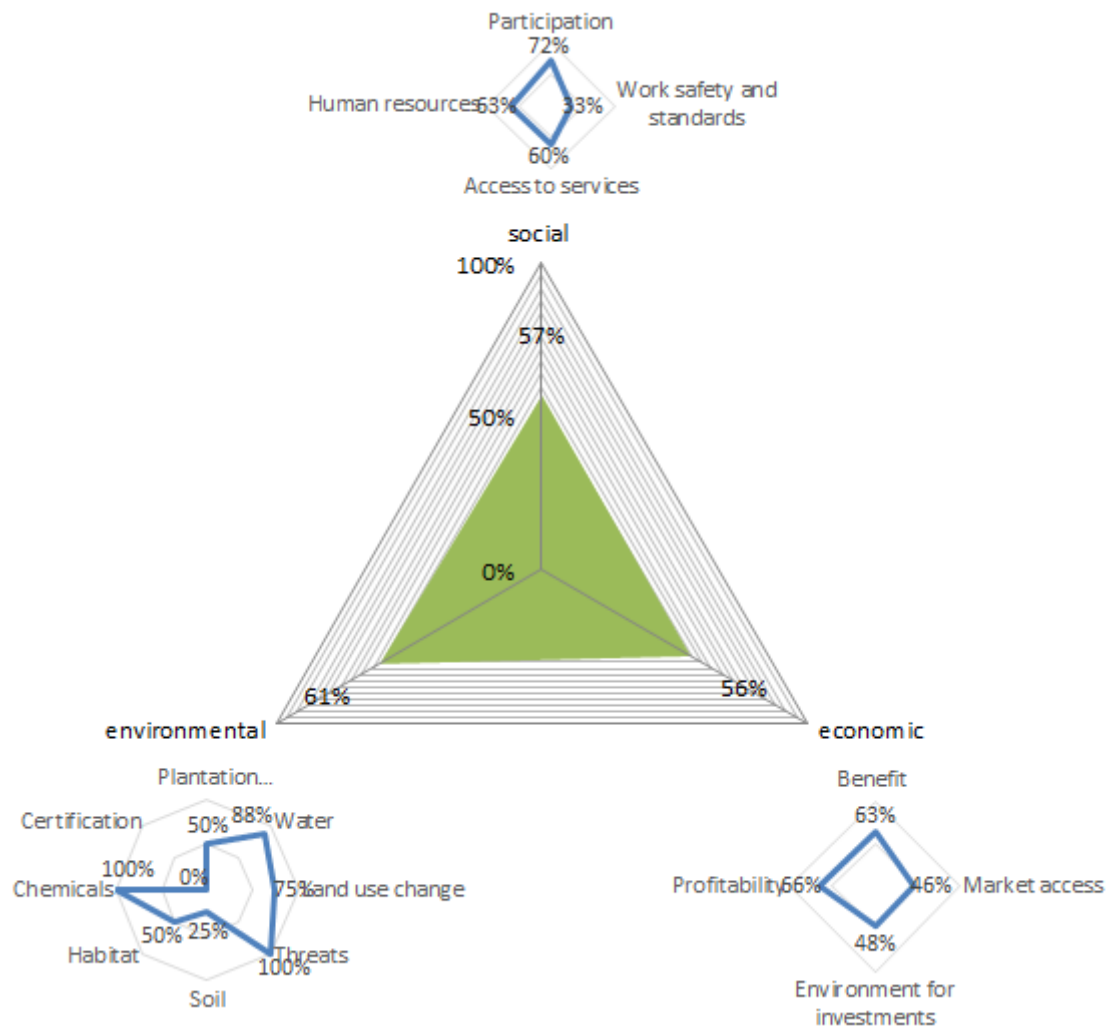 Participation
72%
Human resources
63%
33%
Work safety and
standards
60%
Access to services
social
100%
57%
50%
0%
61%
56%
environmental
economic
Plantation...
Certification
50%
88%
Water
100%
0%
Chemicals
75%
Land use change
50%
25%
Habitat
Threats
100%
Soil
Benefit
63%
Profitability
66%
46%
Market access
48%
Environment for
investments